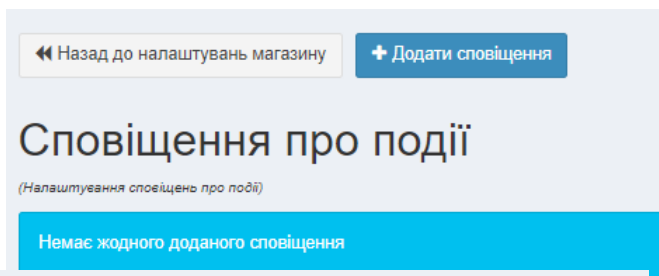 Назад до налаштувань магазину
Додати сповіщення
Сповіщення про події
(Налаштування сповіщень про події)
Немає жодного доданого сповіщення